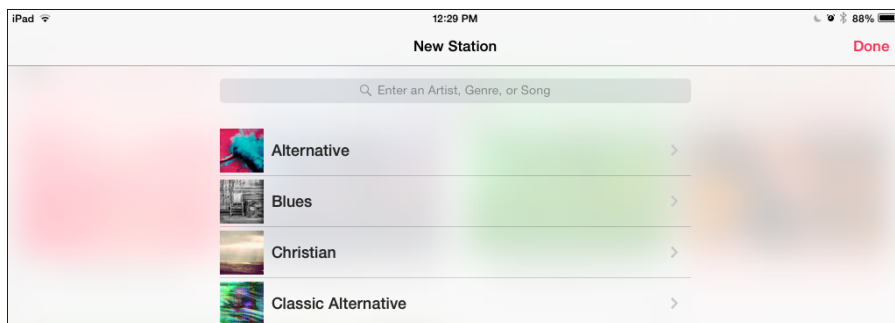 iPad 12:29 PM 88%
New Station Done
Enter an Artist, Genre, or Song
Alternative
Blues
Christian
Classic Alternative